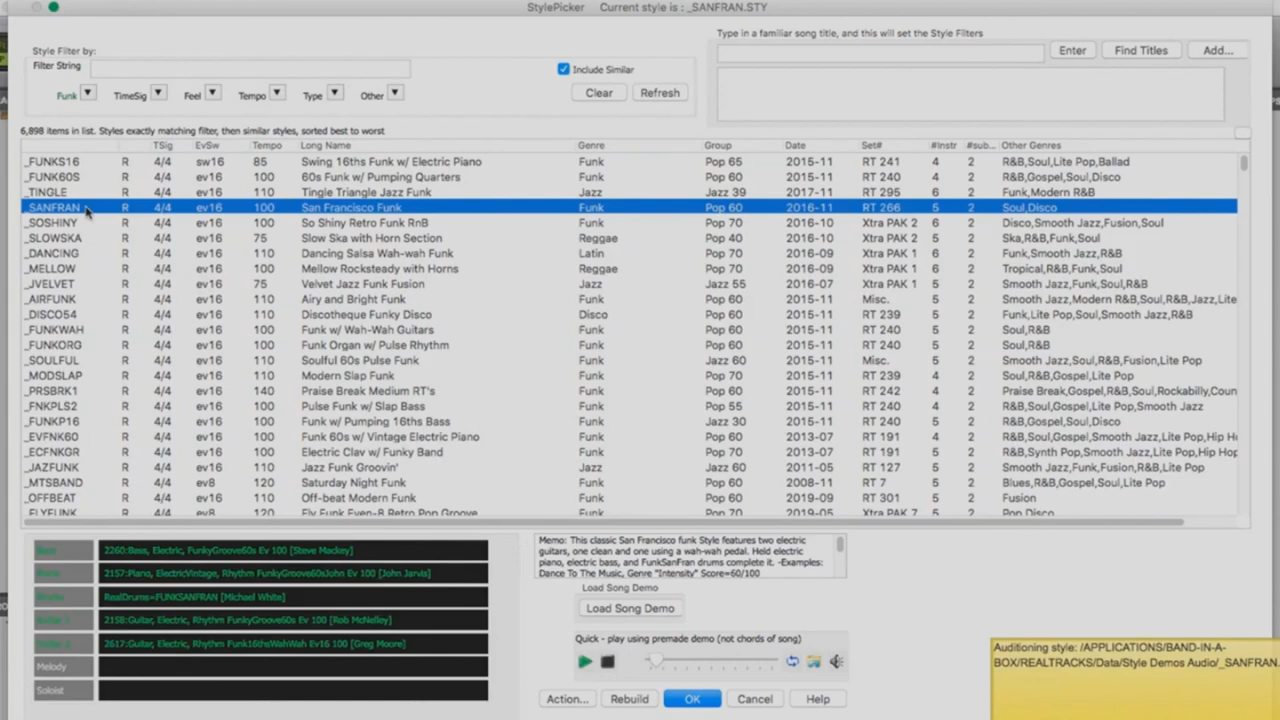 StylePicker Current style is : _SANFRAN.STY
Style Filter by:
Filter String
Include Similar
Funk TimeSig Feel Tempo Type Other
Clear Refresh
Type in a familiar song title, and this will set the Style Filters
Enter Find Titles Add...
6,898 items in list. Styles exactly matching filter, then similar styles, sorted best to worst
TSig EvSw Tempo Long Name Genre Group Date Set# #Instr #sub... Other Genres
_FUNKS16 R 4/4 sw16 85 Swing 16ths Funk w/ Electric Piano Funk Pop 65 2015-11 RT 241 4 2 R&B,Soul,Lite Pop,Ballad
_FUNK60S R 4/4 ev16 100 60s Funk w/ Pumping Quarters Funk Pop 60 2015-11 RT 240 5 2 R&B,Gospel,Soul,Disco
_TINGLE R 4/4 ev16 110 Tingle Triangle Jazz Funk Jazz Jazz 39 2017-11 RT 295 6 2 Funk,Modern R&B
_SANFRAN R 4/4 ev16 100 San Francisco Funk Funk Pop 60 2016-11 RT 266 5 2 Soul,Disco
_SOSHINY R 4/4 ev16 100 So Shiny Retro Funk RnB Funk Pop 70 2016-10 Xtra PAK 2 6 2 Disco,Smooth Jazz,Fusion,Soul
_SLOWSKA R 4/4 ev16 75 Slow Ska with Horn Section Reggae Pop 40 2016-10 Xtra PAK 2 5 2 Ska,R&B,Funk,Soul
_DANCING R 4/4 ev16 110 Dancing Salsa Wah-wah Funk Latin Pop 70 2016-09 Xtra PAK 1 6 2 Funk,Smooth Jazz,R&B
_MELLOW R 4/4 ev16 100 Mellow Rocksteady with Horns Reggae Pop 70 2016-09 Xtra PAK 1 6 2 Tropical,R&B,Funk,Soul
_JVELVET R 4/4 ev16 75 Velvet Jazz Funk Fusion Jazz Jazz 55 2016-07 Xtra PAK 1 5 2 Smooth Jazz,Funk,Soul,R&B
_AIRFUNK R 4/4 ev16 110 Airy and Bright Funk Funk Pop 60 2015-11 Misc. 5 2 Smooth Jazz,Modern R&B,Soul,R&B,Jazz,Lite
_DISCO54 R 4/4 ev16 110 Discotheque Funky Disco Disco Pop 60 2015-11 RT 239 5 2 Funk,Lite Pop,Soul,Smooth Jazz,R&B
_FUNKWAH R 4/4 ev16 100 Funk w/ Wah-Wah Guitars Funk Pop 60 2015-11 RT 240 5 2 Soul,R&B
_FUNKORG R 4/4 ev16 100 Funk Organ w/ Pulse Rhythm Funk Pop 60 2015-11 RT 240 5 2 Soul,R&B
_SOULFUL R 4/4 ev16 110 Soulful 60s Pulse Funk Funk Jazz 60 2015-11 Misc. 5 2 Smooth Jazz,Soul,R&B,Fusion,Lite Pop
_MODSLAP R 4/4 ev16 110 Modern Slap Funk Funk Pop 70 2015-11 RT 239 4 2 Soul,R&B,Gospel,Lite Pop
_PRSBRK1 R 4/4 ev16 140 Praise Break Medium RT's Funk Pop 60 2015-11 RT 242 4 2 Praise Break,Gospel,R&B,Soul,Rockabilly,Coun
_FNKPLS2 R 4/4 ev16 100 Pulse Funk w/ Slap Bass Funk Pop 55 2015-11 RT 240 4 2 R&B,Soul,Gospel,Lite Pop,Smooth Jazz
_FUNKP16 R 4/4 ev16 100 Funk w/ Pumping 16ths Bass Funk Jazz 30 2015-11 RT 240 5 2 R&B,Soul,Gospel,Disco
_EVFNK60 R 4/4 ev16 100 Funk 60s w/ Vintage Electric Piano Funk Pop 60 2013-07 RT 191 4 2 R&B,Soul,Gospel,Smooth Jazz,Lite Pop,Hip H
_ECFNKGR R 4/4 ev16 100 Electric Clav w/ Funky Band Funk Pop 70 2013-07 RT 191 5 2 R&B,Synth Pop,Smooth Jazz,Lite Pop,Hip Hop
_JAZFUNK R 4/4 ev16 110 Jazz Funk Groovin' Jazz Jazz 60 2011-05 RT 127 5 2 Smooth Jazz,Funk,Fusion,R&B,Lite Pop
_MTSBAND R 4/4 ev8 120 Saturday Night Funk Funk Pop 60 2008-11 RT 7 5 2 Blues,R&B,Gospel,Soul,Lite Pop
_OFFBEAT R 4/4 ev16 110 Off-beat Modern Funk Funk Pop 70 2019-09 RT 301 5 2 Fusion
_FLYFUNK R 4/4 ev8 120 Fly Funk Even-8 Retro Pop Groove Funk Pop 70 2019-05 Xtra PAK 7 5 2 Pop,Disco
Bass 2260:Bass, Electric, FunkyGroove60s Ev 100 [Steve Mackey]
Piano 2157:Piano, ElectricVintage, Rhythm FunkyGroove60sJohn Ev 100 [John Jarvis]
Drums RealDrums=FUNKSANFRAN [Michael White]
Guitar 1 2158:Guitar, Electric, Rhythm FunkyGroove60s Ev 100 [Rob McNelley]
Guitar 2 2617:Guitar, Electric, Rhythm Funk16thsWahWah Ev16 100 [Greg Moore]
Melody
Soloist
Memo: This classic San Francisco funk Style features two electric
guitars, one clean and one using a wah-wah pedal. Held electric
piano, electric bass, and FunkSanFran drums complete it. -Examples:
Dance To The Music, Genre "Intensity" Score=60/100
Load Song Demo
Load Song Demo
Quick - play using premade demo (not chords of song)
Action... Rebuild OK Cancel Help
Auditioning style: /APPLICATIONS/BAND-IN-A-
BOX/REALTRACKS/Data/Style Demos Audio/_SANFRAN.